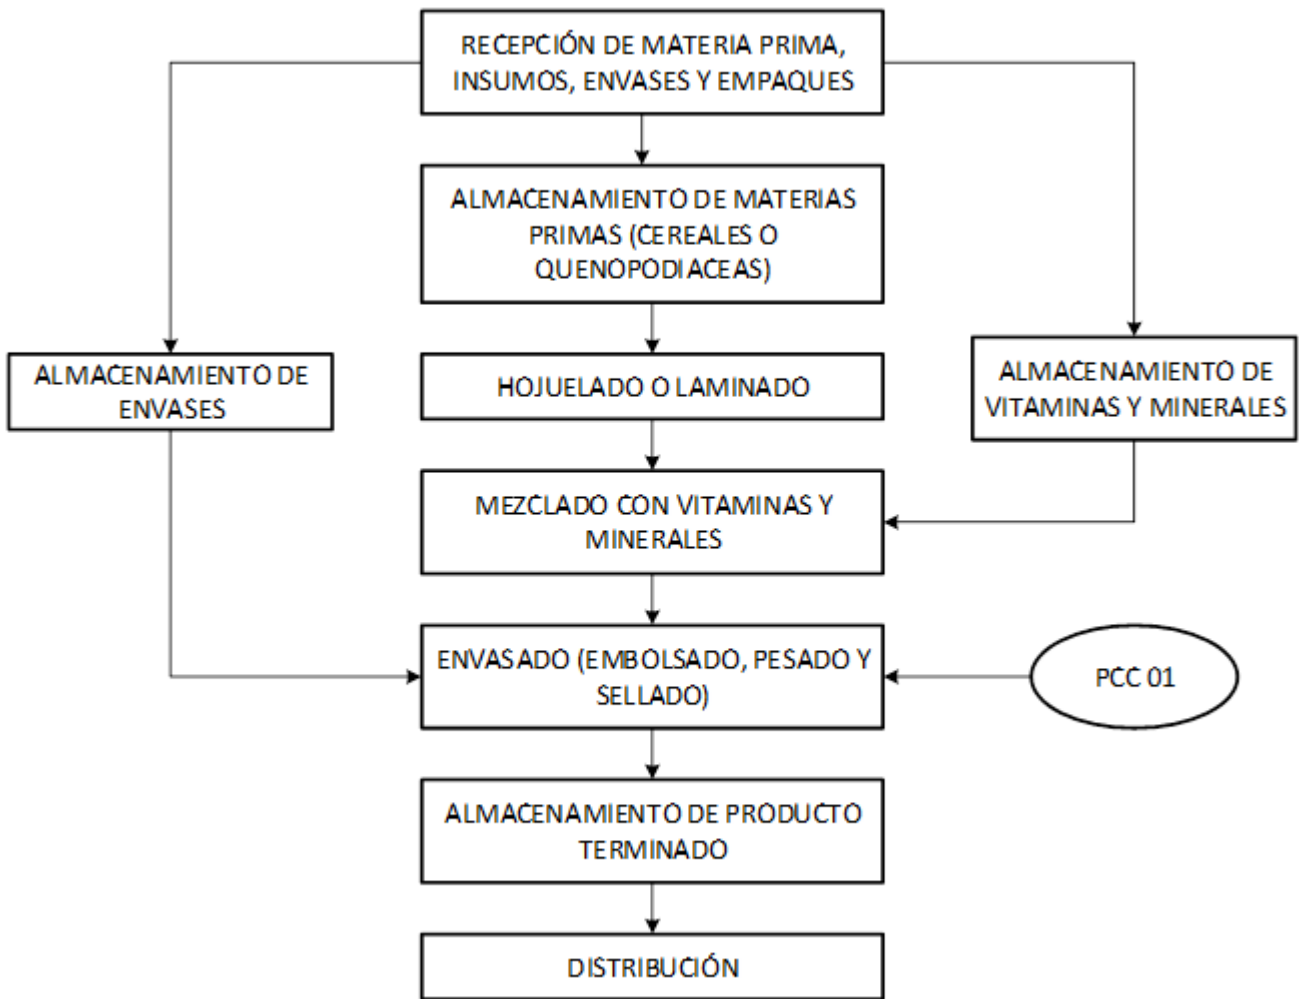 RECEPCIÓN DE MATERIA PRIMA,
INSUMOS, ENVASES Y EMPAQUES
ALMACENAMIENTO DE MATERIAS
PRIMAS (CEREALES O
QUENOPODIACEAS)
ALMACENAMIENTO DE
ENVASES
HOJUELADO O LAMINADO
ALMACENAMIENTO DE
VITAMINAS Y MINERALES
MEZCLADO CON VITAMINAS Y
MINERALES
ENVASADO (EMBOLSADO, PESADO Y
SELLADO)
PCC 01
ALMACENAMIENTO DE PRODUCTO
TERMINADO
DISTRIBUCIÓN